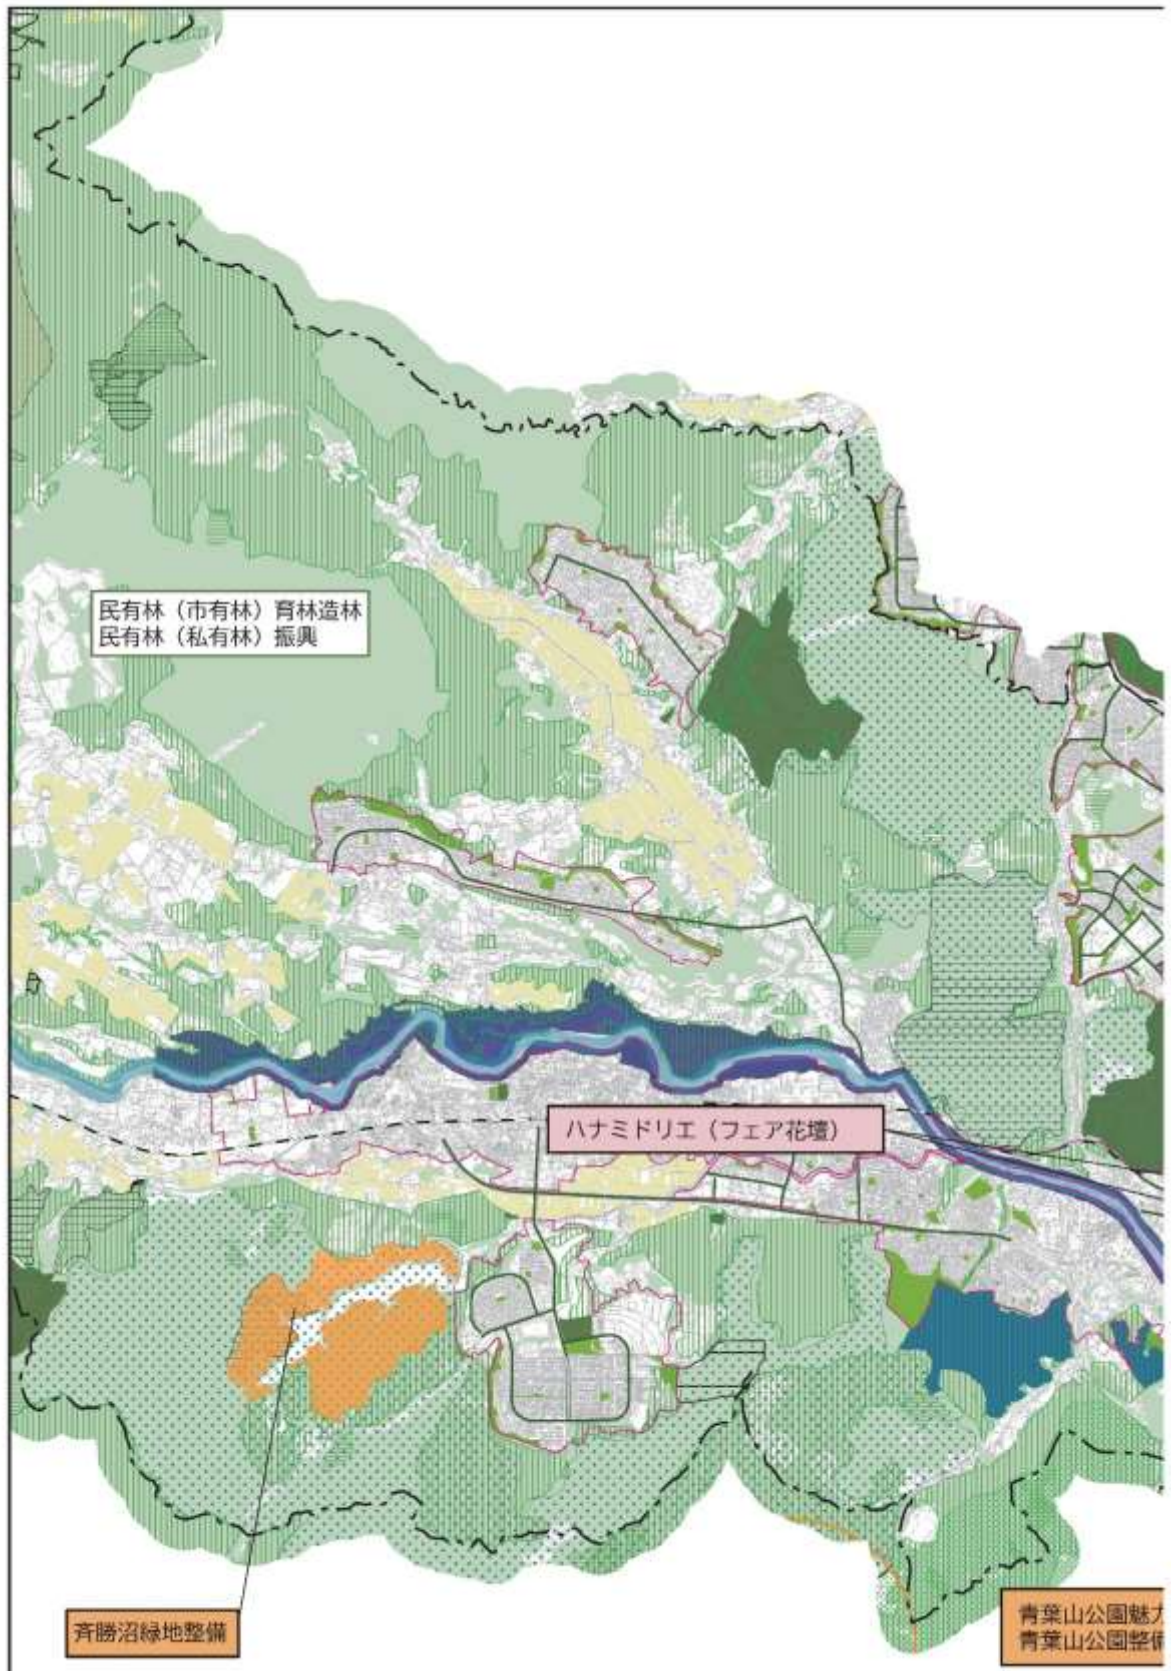 民有林（市有林）育林造林
民有林（私有林）振興
ハナミドリエ（フェア花壇）
斉勝沼緑地整備
青葉山公園魅力
青葉山公園整備